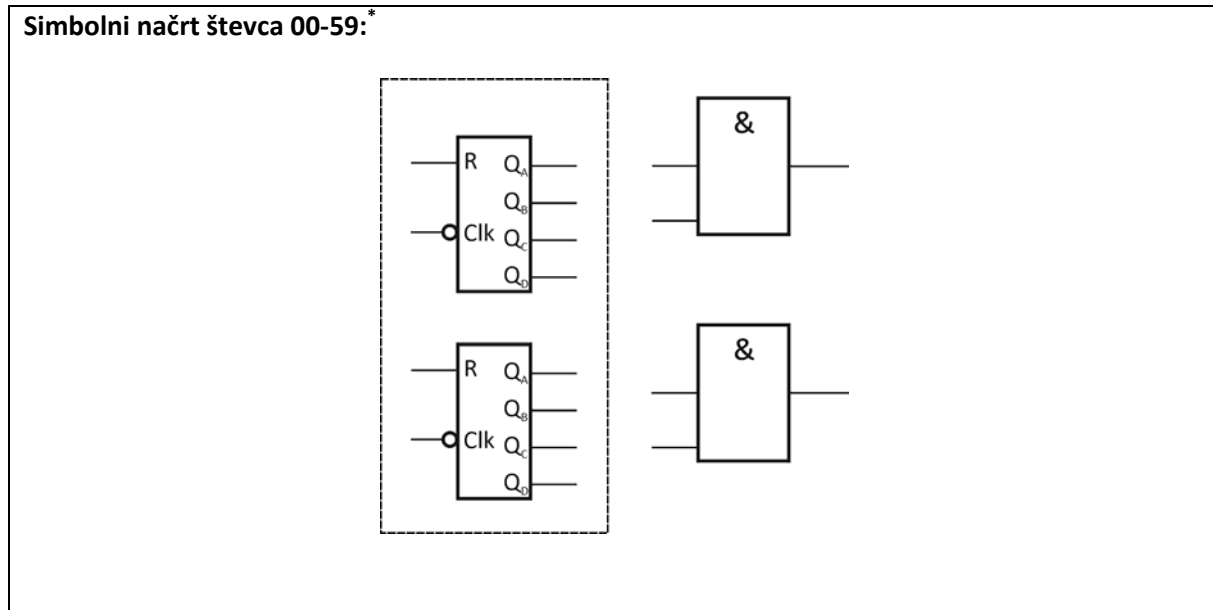 Simbolni načrt števca 00-59:*
&
R QA
QB
Clk QC
QD
&
R QA
QB
Clk QC
QD